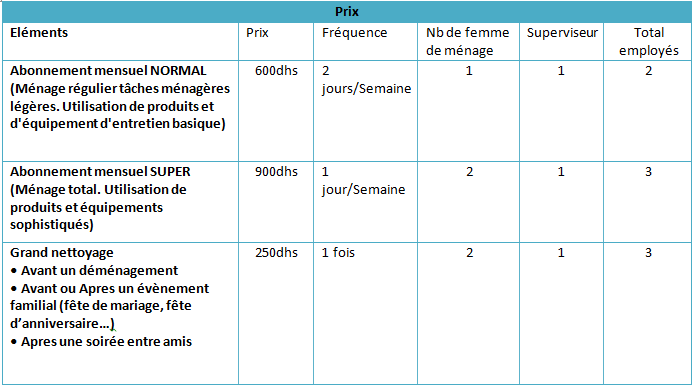 Prix
Eléments Prix Fréquence Nb de femme de ménage Superviseur Total employés
Abonnement mensuel NORMAL 600dhs 2 1 1 2
(Ménage régulier tâches ménagères jours/Semaine
légères. Utilisation de produits et
d'équipement d'entretien basique)
Abonnement mensuel SUPER 900dhs 1 2 1 3
(Ménage total. Utilisation de jour/Semaine
produits et équipements
sophistiqués)
Grand nettoyage 250dhs 1 fois 2 1 3
• Avant un déménagement
• Avant ou Apres un évènement
familial (fête de mariage, fête
d’anniversaire…)
• Apres une soirée entre amis